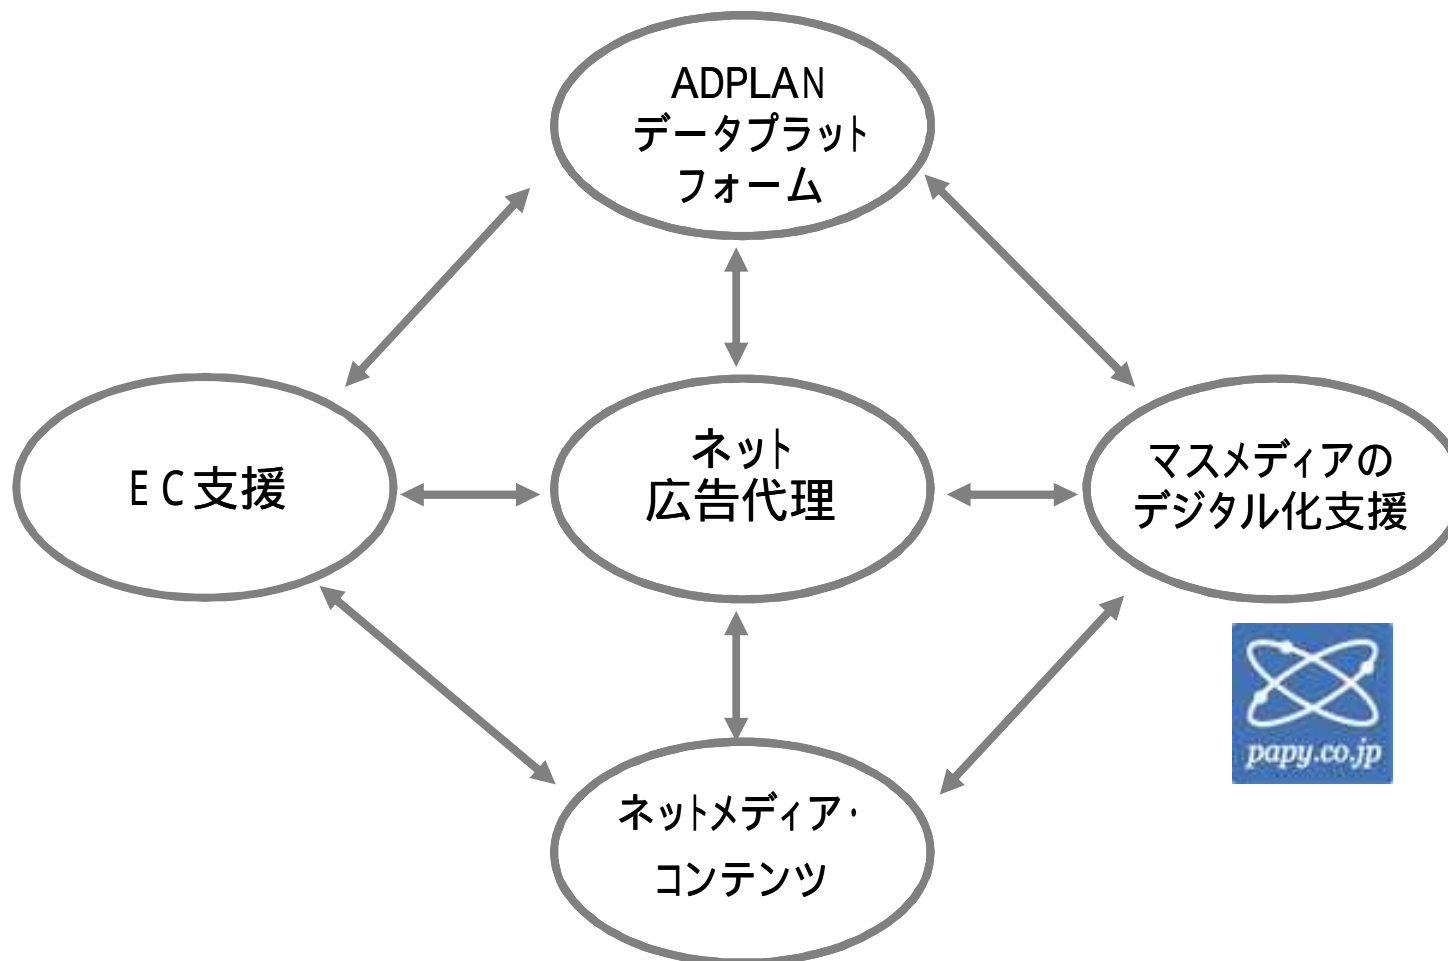 ADPLAN
データプラット
フォーム
EC支援
ネット
広告代理
マスメディアの
デジタル化支援
papy.co.jp
ネットメディア・
コンテンツ